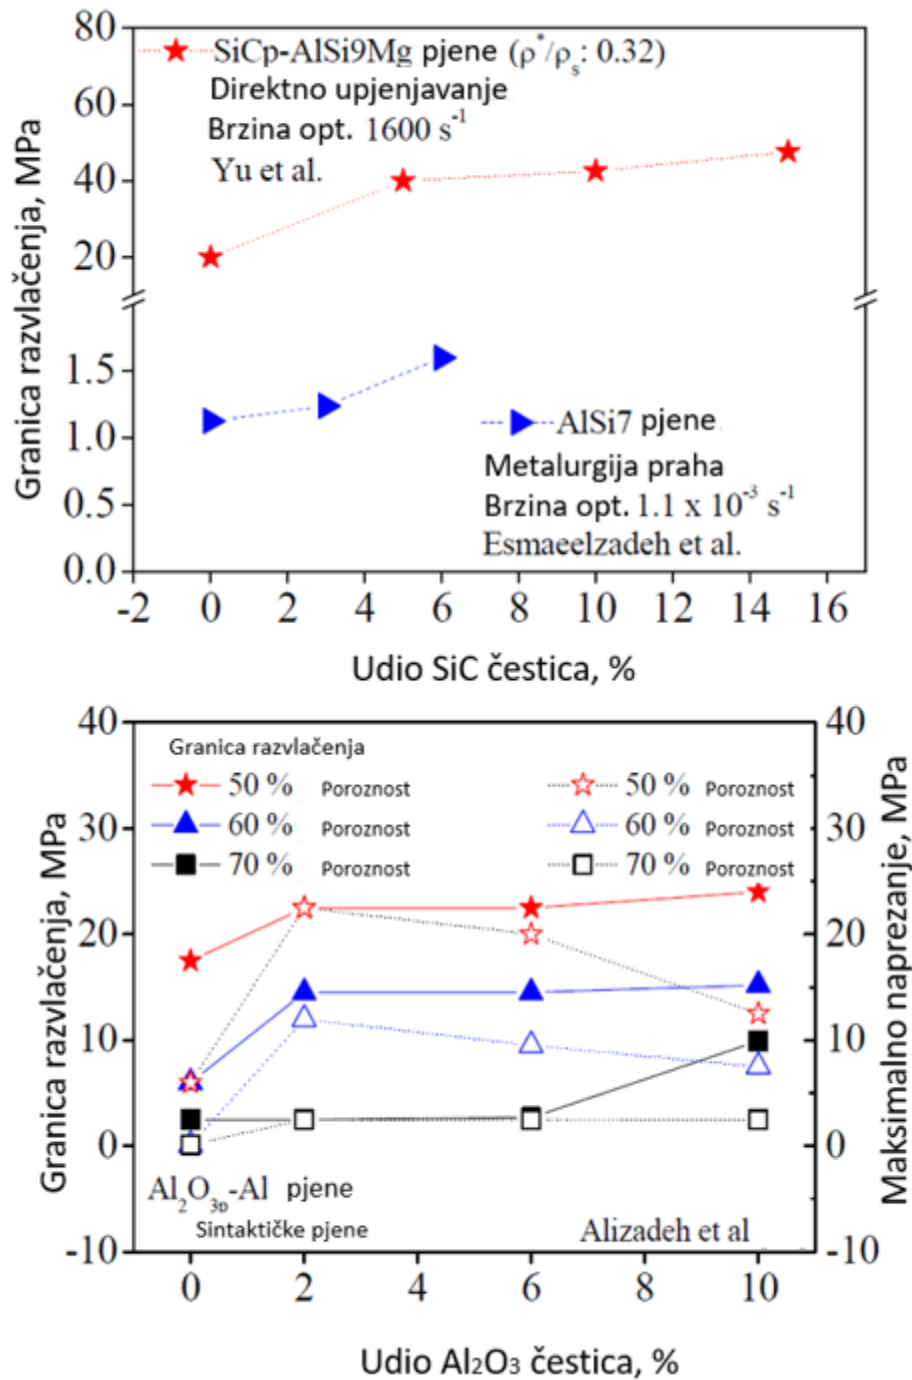 80
60
40
20
1.5
1.0
0.5
0.0
Granica razvlačenja, MPa
SiCp-AlSi9Mg pjene (ρ*/ρs: 0.32)
Direktno upjenjavanje
Brzina opt. 1600 s-1
Yu et al.
AlSi7 pjene
Metalurgija praha
Brzina opt. 1.1 x 10-3 s-1
Esmaeelzadeh et al.
-2 0 2 4 6 8 10 12 14 16
Udio SiC čestica, %
40
30
20
10
0
-10
Granica razvlačenja, MPa
Granica razvlačenja
50 % Poroznost
60 % Poroznost
70 % Poroznost
50 % Poroznost
60 % Poroznost
70 % Poroznost
Al2O3p-Al pjene
Sintaktičke pjene
Alizadeh et al
40
30
20
10
0
-10
Maksimalno naprezanje, MPa
0 2 4 6 8 10
Udio Al2O3 čestica, %